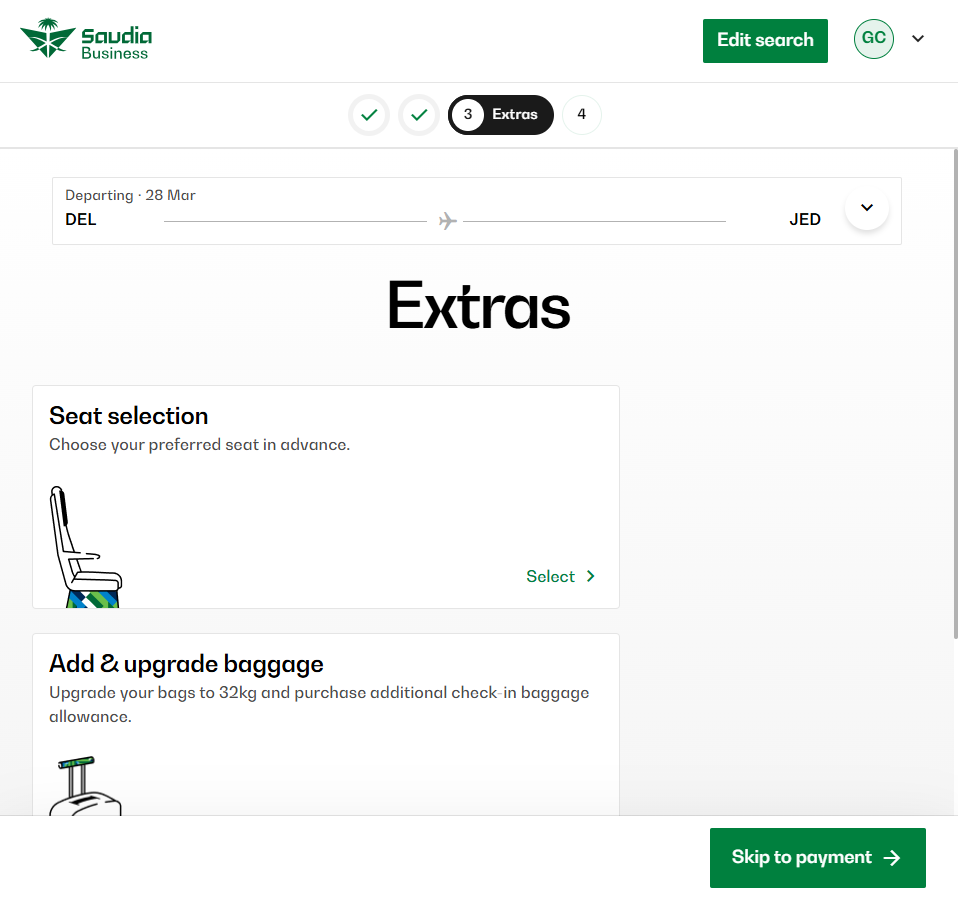 Saudia
Business
Edit search
GC
3 Extras
4
Departing · 28 Mar
DEL
JED
Extras
Seat selection
Choose your preferred seat in advance.
Select
Add & upgrade baggage
Upgrade your bags to 32kg and purchase additional check-in baggage
allowance.
Skip to payment